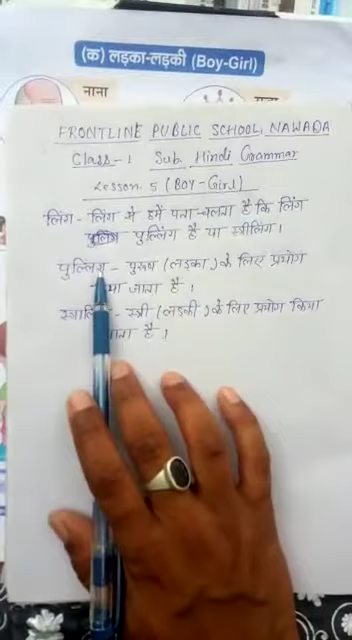 (क) लड़का-लड़की (Boy-Girl)
नाना
FRONTLINE PUBLIC SCHOOL, NAWADA
Class-1 Sub. Hindi Grammar
Lesson. 5 (BOY-Girl)
लिंग - लिंग से हमें पता चलता है कि लिंग
पुल्लिंग है या स्त्रीलिंग।
पुल्लिंग - पुरुष (लड़का) के लिए प्रयोग
जाता है।
- स्त्री (लड़की) के लिए प्रयोग किया
जाता है।